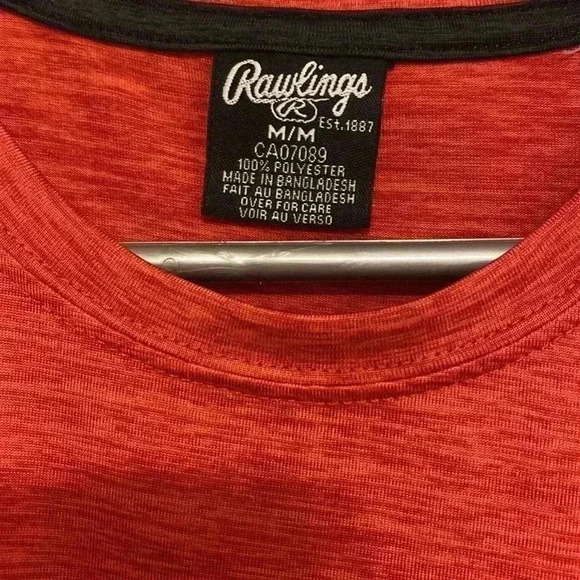 Rawlings
R
Est.1887
M/M
CA07089
100% POLYESTER
MADE IN BANGLADESH
FAIT AU BANGLADESH
OVER FOR CARE
VOIR AU VERSO